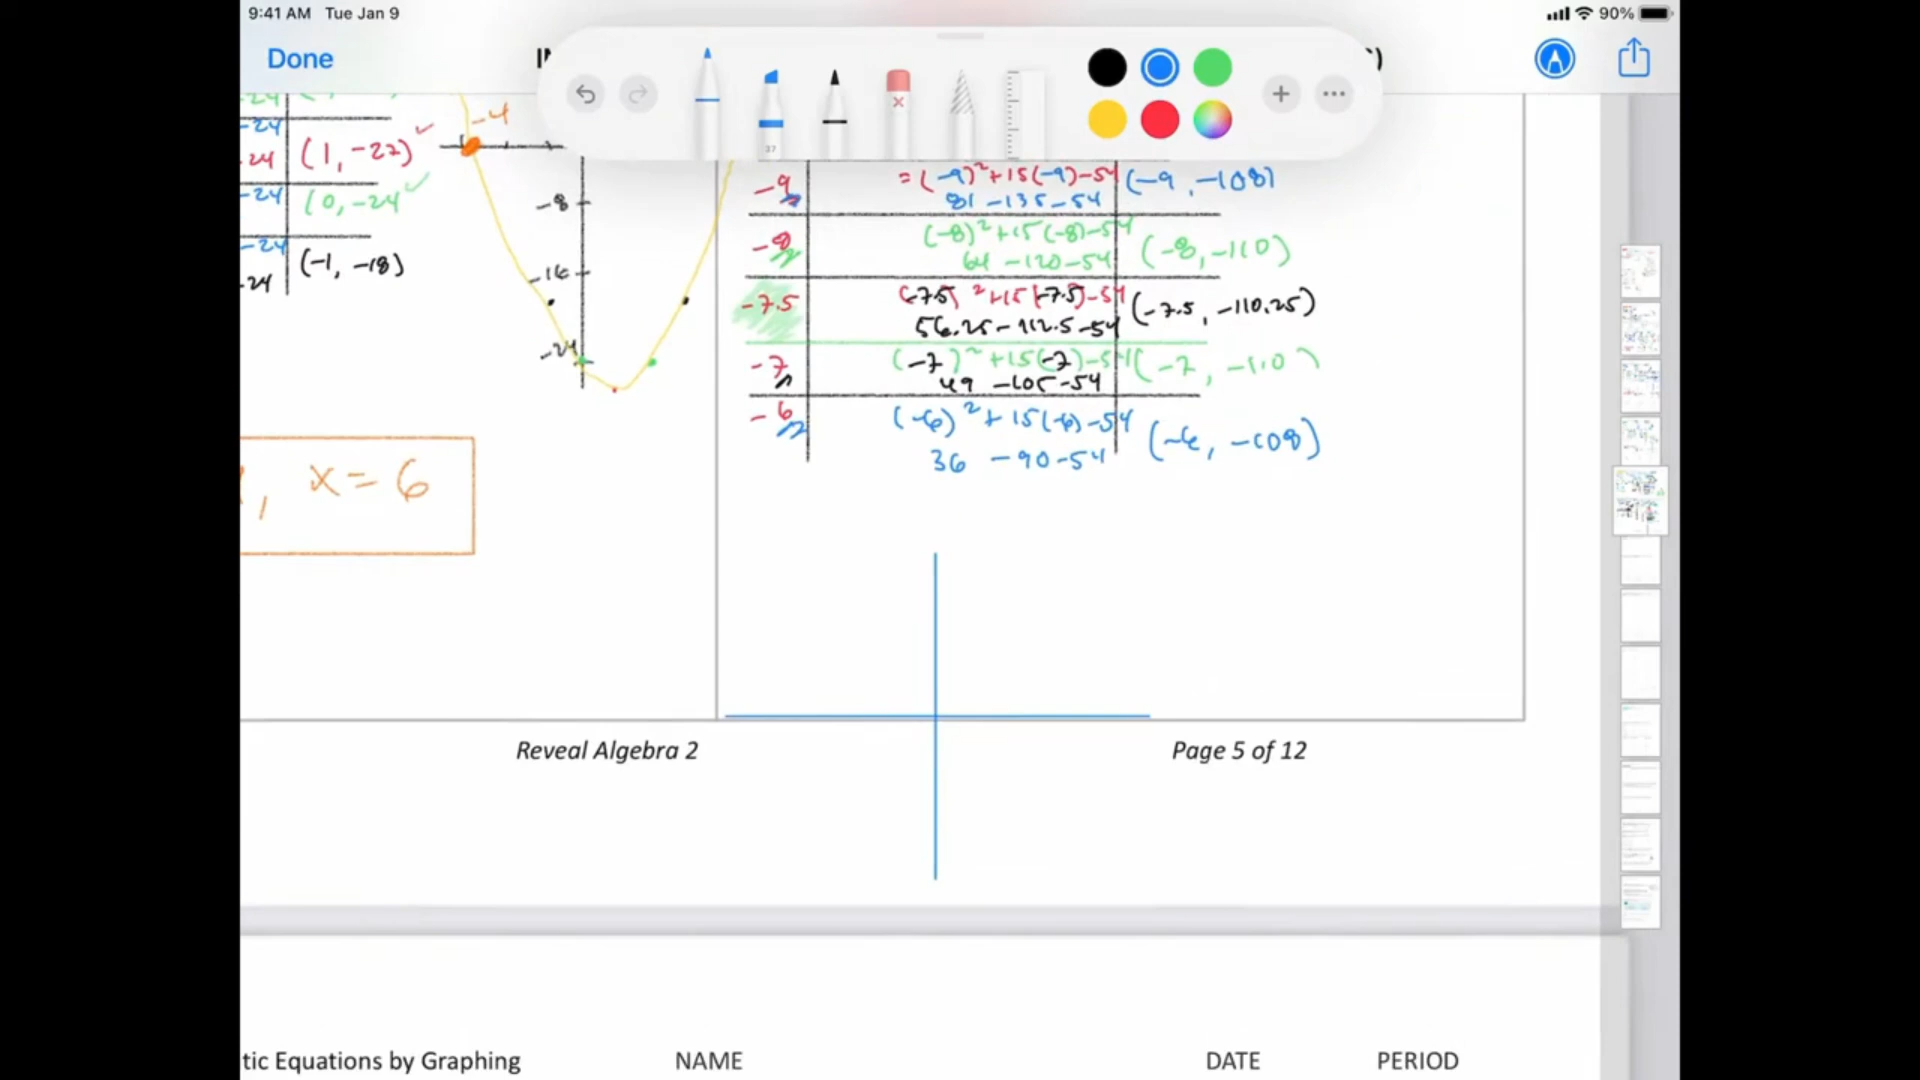 9:41 AM Tue Jan 9
90%
Done
37
-4
-24
-24
-24 (1, -22)
-24 (0, -24)
-24
-24 (-1, -18)
-8
-16
-24
x = 6
-9 =(-9)²+15(-9)-54 (-9, -108)
81 -135-54
-8 (-8)²+15(-8)-54 (-8, -110)
64 -120-54
-7.5 (-7.5)²+15(-7.5)-54 (-7.5, -110.25)
56.25-112.5-54
-7 (-7)²+15(-7)-54 (-7, -110)
49 -105-54
-6 (-6)²+15(-6)-54 (-6, -108)
36 -90-54
Reveal Algebra 2 Page 5 of 12
tic Equations by Graphing NAME DATE PERIOD